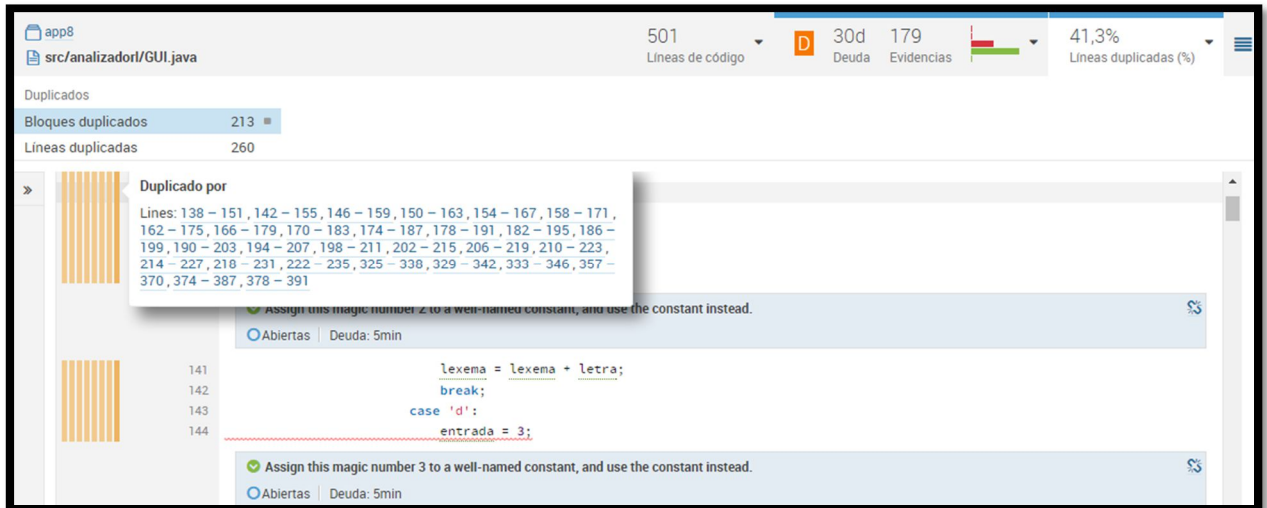 app8
src/analizadorl/GUI.java
501
Líneas de código
D
30d
Deuda
179
Evidencias
41,3%
Líneas duplicadas (%)
Duplicados
Bloques duplicados 213
Líneas duplicadas 260
»
Duplicado por
Lines: 138 – 151 , 142 – 155 , 146 – 159 , 150 – 163 , 154 – 167 , 158 – 171 ,
162 – 175 , 166 – 179 , 170 – 183 , 174 – 187 , 178 – 191 , 182 – 195 , 186 –
199 , 190 – 203 , 194 – 207 , 198 – 211 , 202 – 215 , 206 – 219 , 210 – 223 ,
214 – 227 , 218 – 231 , 222 – 235 , 325 – 338 , 329 – 342 , 333 – 346 , 357 –
370 , 374 – 387 , 378 – 391
Assign this magic number 2 to a well-named constant, and use the constant instead.
Abiertas | Deuda: 5min
141 lexema = lexema + letra;
142 break;
143 case 'd':
144 entrada = 3;
Assign this magic number 3 to a well-named constant, and use the constant instead.
Abiertas | Deuda: 5min